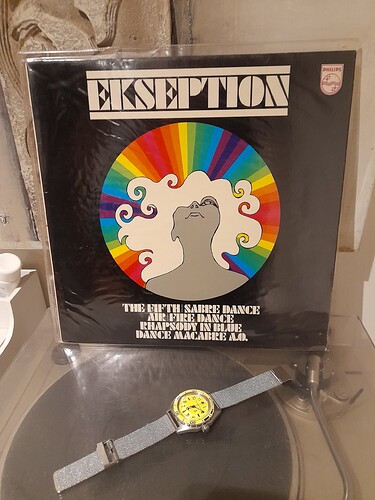 EKSEPTION
PHILIPS
THE FIFTH SABRE DANCE
AIR FIRE DANCE
RHAPSODY IN BLUE
DANCE MACABRE A.O.